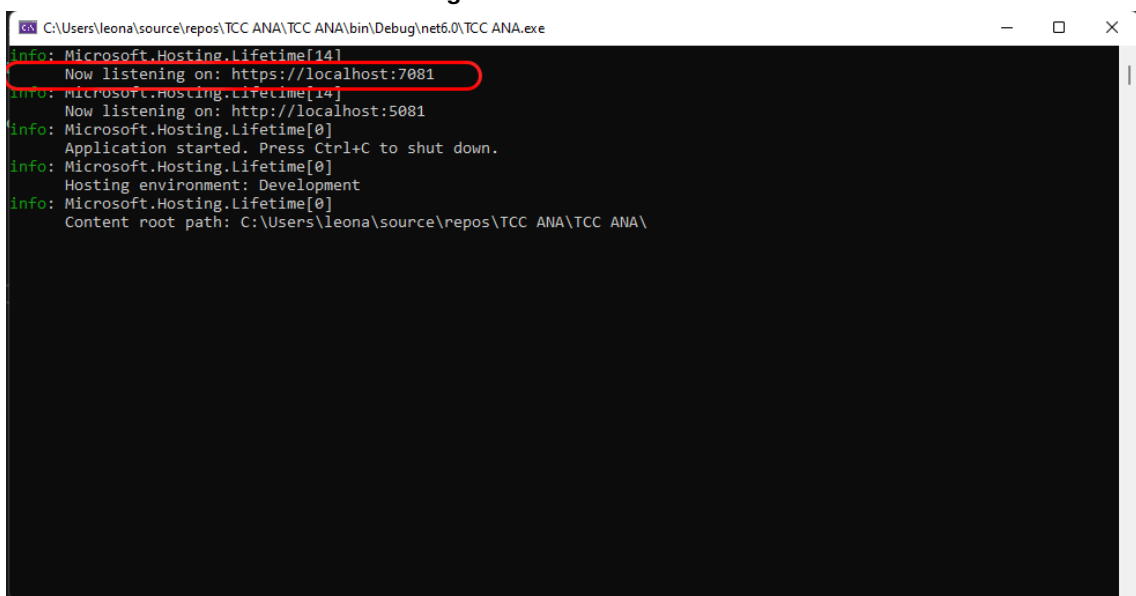 C:\Users\leona\source\repos\TCC ANA\TCC ANA\bin\Debug\net6.0\TCC ANA.exe
info: Microsoft.Hosting.Lifetime[14]
Now listening on: https://localhost:7081
info: Microsoft.Hosting.Lifetime[14]
Now listening on: http://localhost:5081
info: Microsoft.Hosting.Lifetime[0]
Application started. Press Ctrl+C to shut down.
info: Microsoft.Hosting.Lifetime[0]
Hosting environment: Development
info: Microsoft.Hosting.Lifetime[0]
Content root path: C:\Users\leona\source\repos\TCC ANA\TCC ANA\